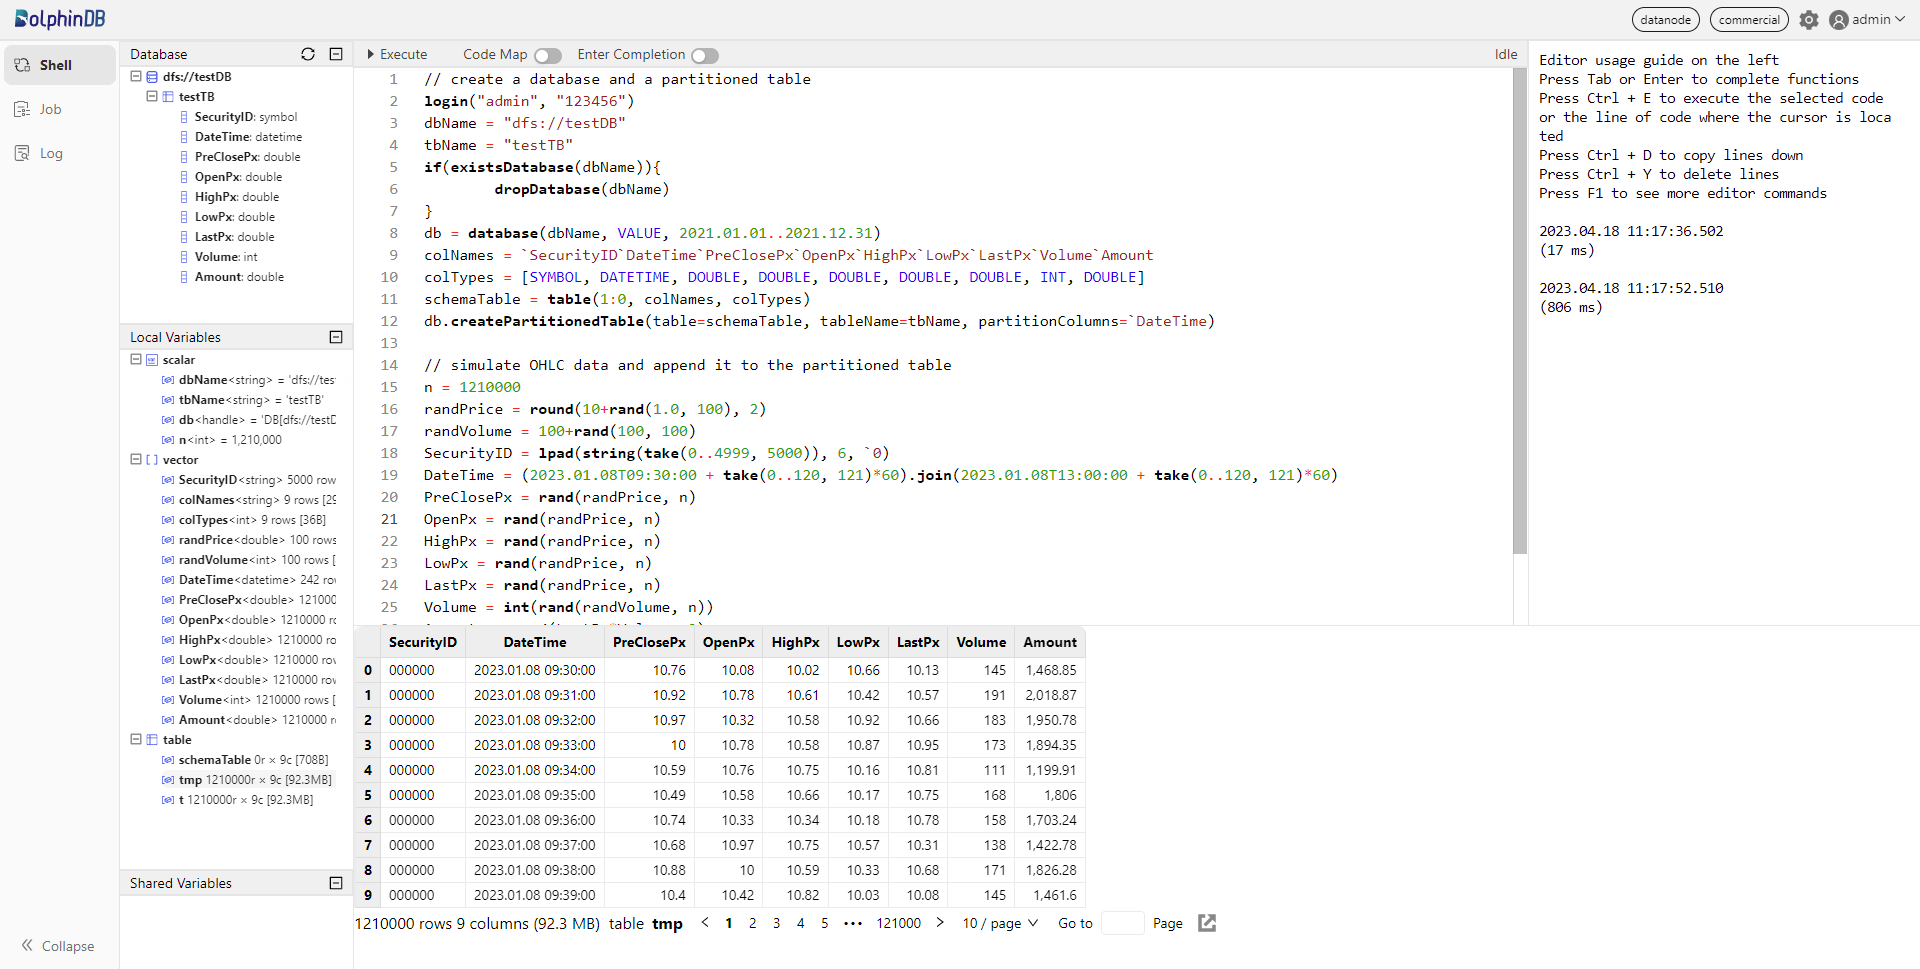 DolphinDB
datanode
commercial
admin
Shell
Job
Log
Collapse
Database
dfs://testDB
testTB
SecurityID: symbol
DateTime: datetime
PreClosePx: double
OpenPx: double
HighPx: double
LowPx: double
LastPx: double
Volume: int
Amount: double
Local Variables
scalar
dbName<string> = 'dfs://tes
tbName<string> = 'testTB'
db<handle> = 'DB[dfs://testD
n<int> = 1,210,000
vector
SecurityID<string> 5000 row
colNames<string> 9 rows [29
colTypes<int> 9 rows [36B]
randPrice<double> 100 rows
randVolume<int> 100 rows [
DateTime<datetime> 242 rov
PreClosePx<double> 121000
OpenPx<double> 1210000 rc
HighPx<double> 1210000 rov
LowPx<double> 1210000 rov
LastPx<double> 1210000 rov
Volume<int> 1210000 rows [
Amount<double> 1210000 r
table
schemaTable 0r × 9c [708B]
tmp 1210000r × 9c [92.3MB]
t 1210000r × 9c [92.3MB]
Shared Variables
Execute Code Map Enter Completion Idle
1 // create a database and a partitioned table
2 login("admin", "123456")
3 dbName = "dfs://testDB"
4 tbName = "testTB"
5 if(existsDatabase(dbName)){
6 dropDatabase(dbName)
7 }
8 db = database(dbName, VALUE, 2021.01.01..2021.12.31)
9 colNames = `SecurityID`DateTime`PreClosePx`OpenPx`HighPx`LowPx`LastPx`Volume`Amount
10 colTypes = [SYMBOL, DATETIME, DOUBLE, DOUBLE, DOUBLE, DOUBLE, DOUBLE, INT, DOUBLE]
11 schemaTable = table(1:0, colNames, colTypes)
12 db.createPartitionedTable(table=schemaTable, tableName=tbName, partitionColumns=`DateTime)
13
14 // simulate OHLC data and append it to the partitioned table
15 n = 1210000
16 randPrice = round(10+rand(1.0, 100), 2)
17 randVolume = 100+rand(100, 100)
18 SecurityID = lpad(string(take(0..4999, 5000)), 6, `0)
19 DateTime = (2023.01.08T09:30:00 + take(0..120, 121)*60).join(2023.01.08T13:00:00 + take(0..120, 121)*60)
20 PreClosePx = rand(randPrice, n)
21 OpenPx = rand(randPrice, n)
22 HighPx = rand(randPrice, n)
23 LowPx = rand(randPrice, n)
24 LastPx = rand(randPrice, n)
25 Volume = int(rand(randVolume, n))
SecurityID DateTime PreClosePx OpenPx HighPx LowPx LastPx Volume Amount
0 000000 2023.01.08 09:30:00 10.76 10.08 10.02 10.66 10.13 145 1,468.85
1 000000 2023.01.08 09:31:00 10.92 10.78 10.61 10.42 10.57 191 2,018.87
2 000000 2023.01.08 09:32:00 10.97 10.32 10.58 10.92 10.66 183 1,950.78
3 000000 2023.01.08 09:33:00 10 10.78 10.58 10.87 10.95 173 1,894.35
4 000000 2023.01.08 09:34:00 10.59 10.76 10.75 10.16 10.81 111 1,199.91
5 000000 2023.01.08 09:35:00 10.49 10.58 10.66 10.17 10.75 168 1,806
6 000000 2023.01.08 09:36:00 10.74 10.33 10.34 10.18 10.78 158 1,703.24
7 000000 2023.01.08 09:37:00 10.68 10.97 10.75 10.57 10.31 138 1,422.78
8 000000 2023.01.08 09:38:00 10.88 10 10.59 10.33 10.68 171 1,826.28
9 000000 2023.01.08 09:39:00 10.4 10.42 10.82 10.03 10.08 145 1,461.6
1210000 rows 9 columns (92.3 MB) table tmp < 1 2 3 4 5 ••• 121000 > 10 / page Go to Page
Editor usage guide on the left
Press Tab or Enter to complete functions
Press Ctrl + E to execute the selected code
or the line of code where the cursor is loca
ted
Press Ctrl + D to copy lines down
Press Ctrl + Y to delete lines
Press F1 to see more editor commands
2023.04.18 11:17:36.502
(17 ms)
2023.04.18 11:17:52.510
(806 ms)